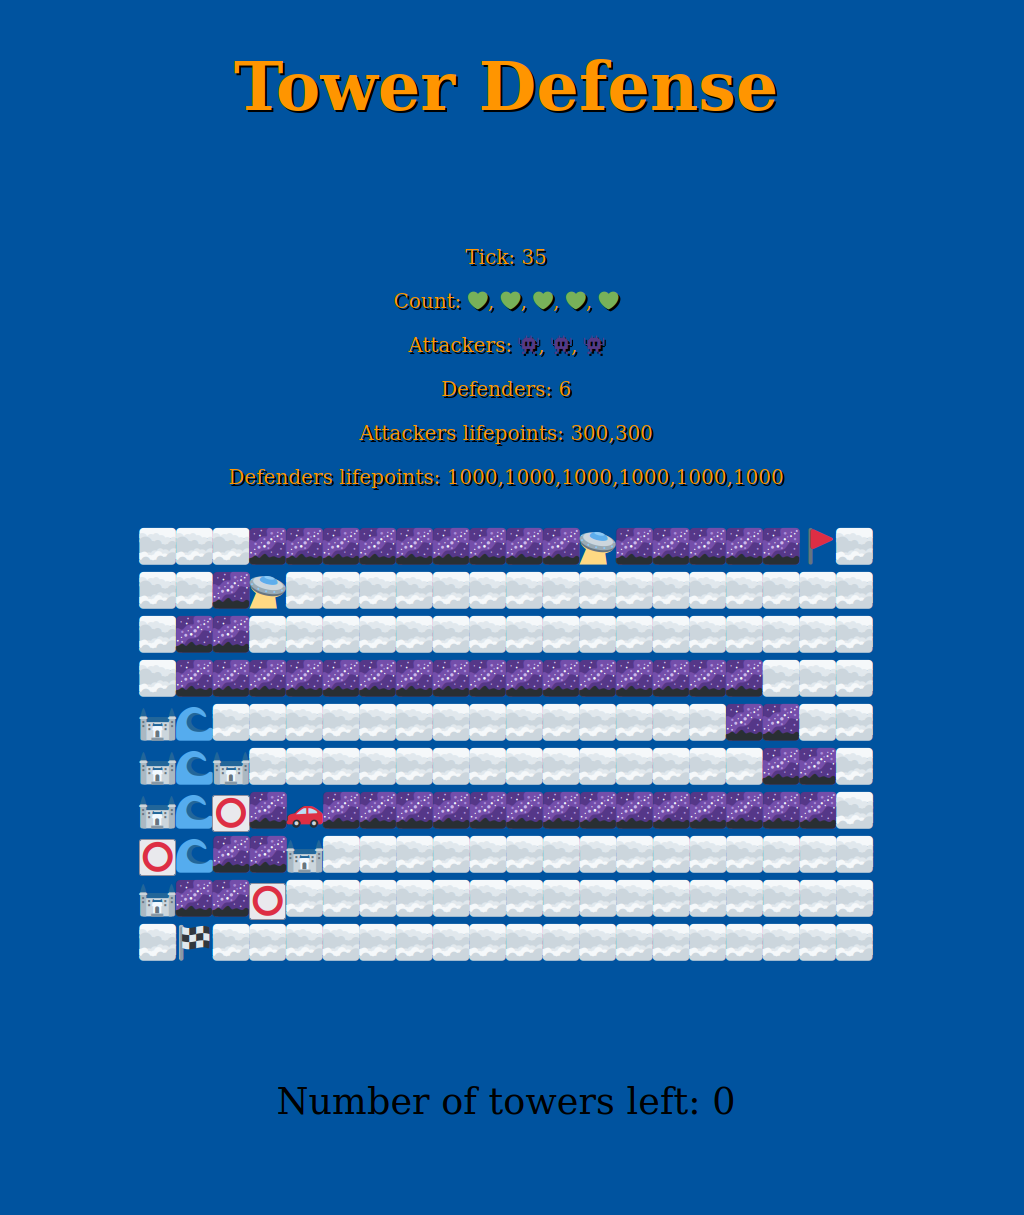 Tower Defense
Tick: 35
Count: 💚, 💚, 💚, 💚, 💚
Attackers: 👾, 👾, 👾
Defenders: 6
Attackers lifepoints: 300,300
Defenders lifepoints: 1000,1000,1000,1000,1000,1000
Number of towers left: 0